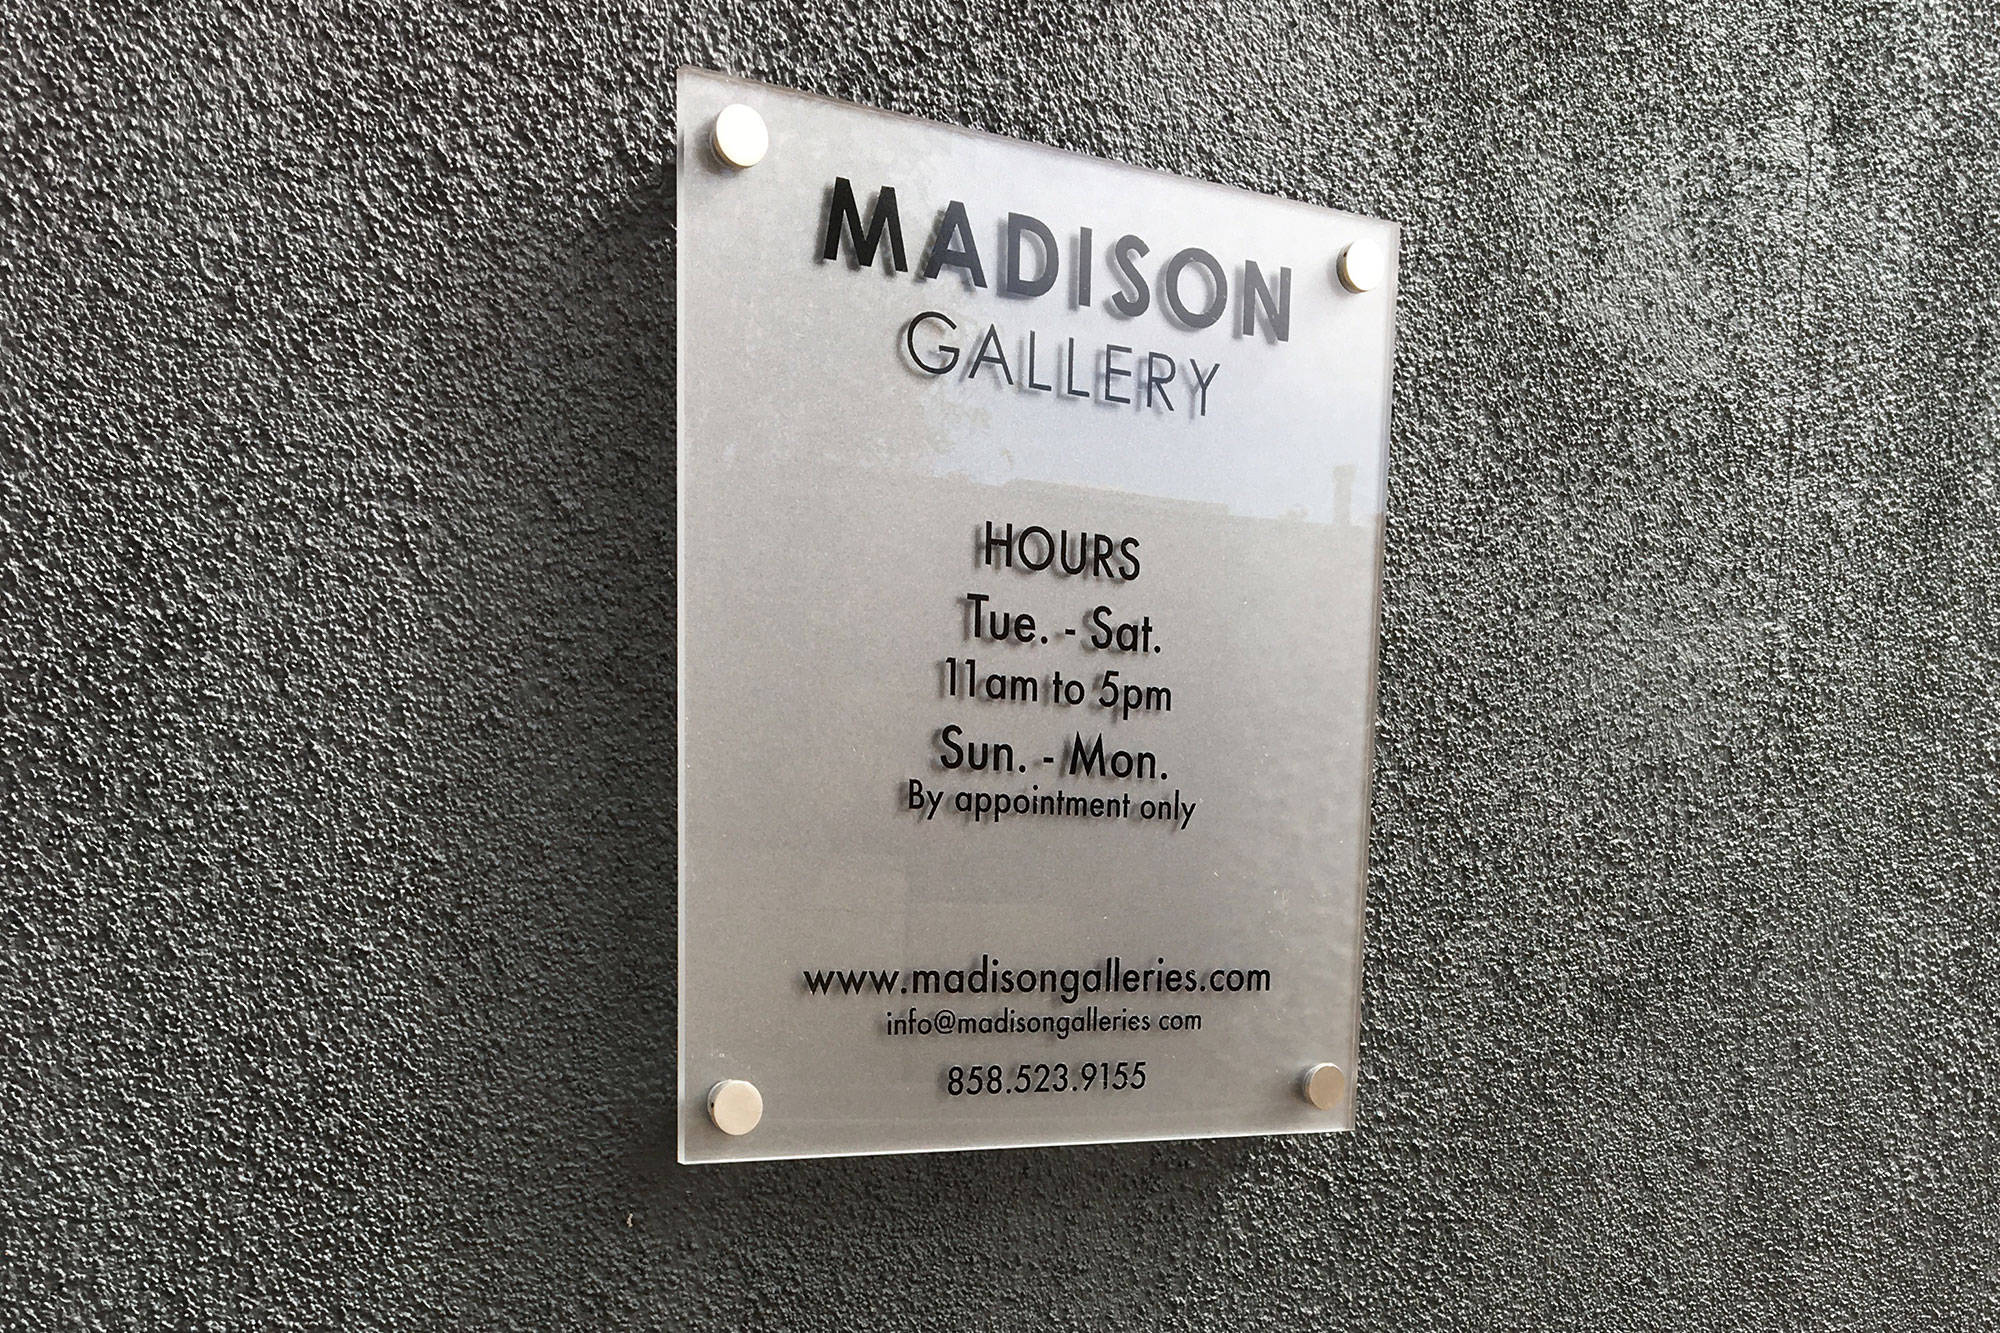 MADISON
GALLERY
HOURS
Tue. - Sat.
11am to 5pm
Sun. - Mon.
By appointment only
www.madisongalleries.com
info@madisongalleries com
858.523.9155